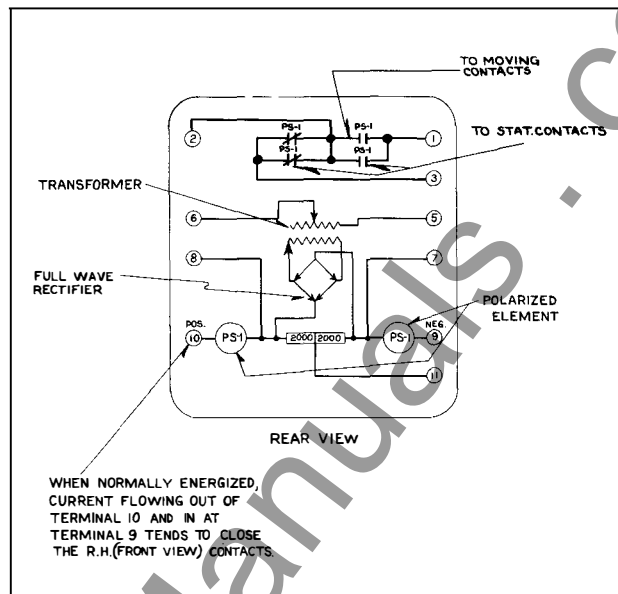 TO MOVING
CONTACTS
PS-1
PS-1
2
1
TO STAT. CONTACTS
PS-1
PS-1
3
TRANSFORMER
6
5
8
7
FULL WAVE
RECTIFIER
POLARIZED
ELEMENT
POS.
NEG.
10
PS-1
2000
2000
PS-1
9
11
REAR VIEW
WHEN NORMALLY ENERGIZED,
CURRENT FLOWING OUT OF
TERMINAL 10 AND IN AT
TERMINAL 9 TENDS TO CLOSE
THE R.H.(FRONT VIEW) CONTACTS.
Manuals . c